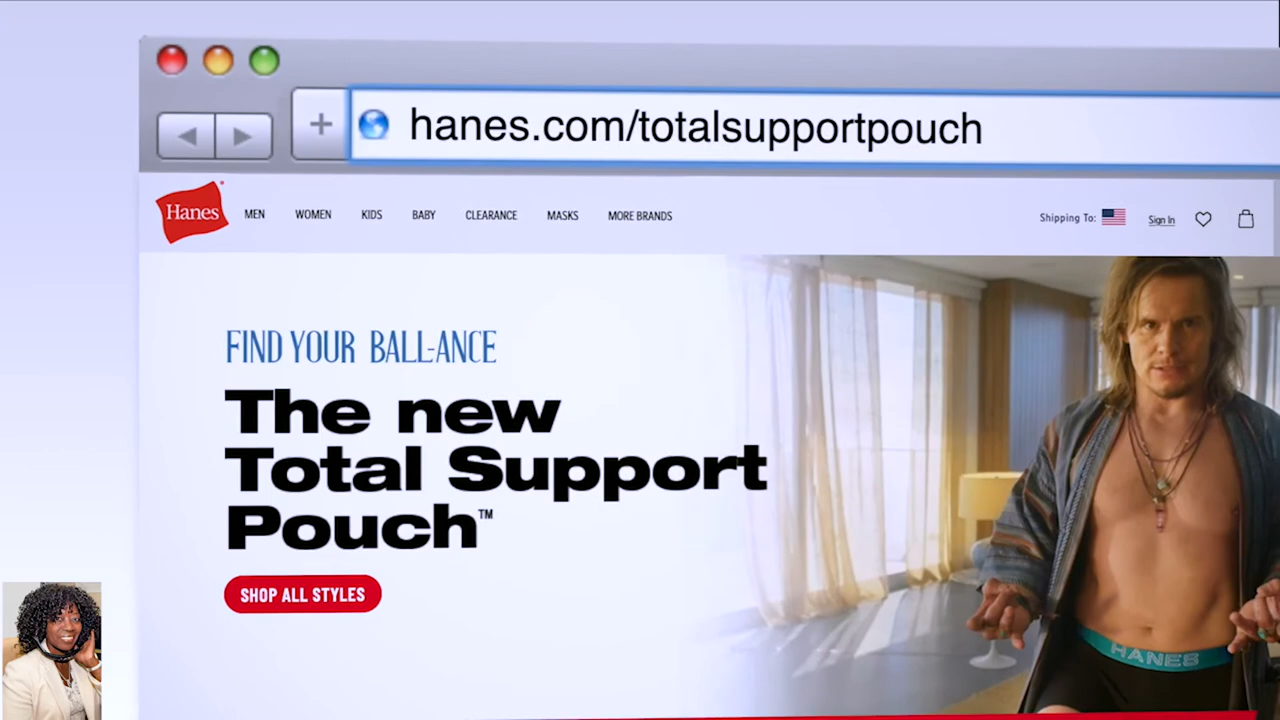 hanes.com/totalsupportpouch
Hanes
MEN WOMEN KIDS BABY CLEARANCE MASKS MORE BRANDS
Shipping To: Sign In
FIND YOUR BALL-ANCE
The new
Total Support
Pouch™
SHOP ALL STYLES
HANES